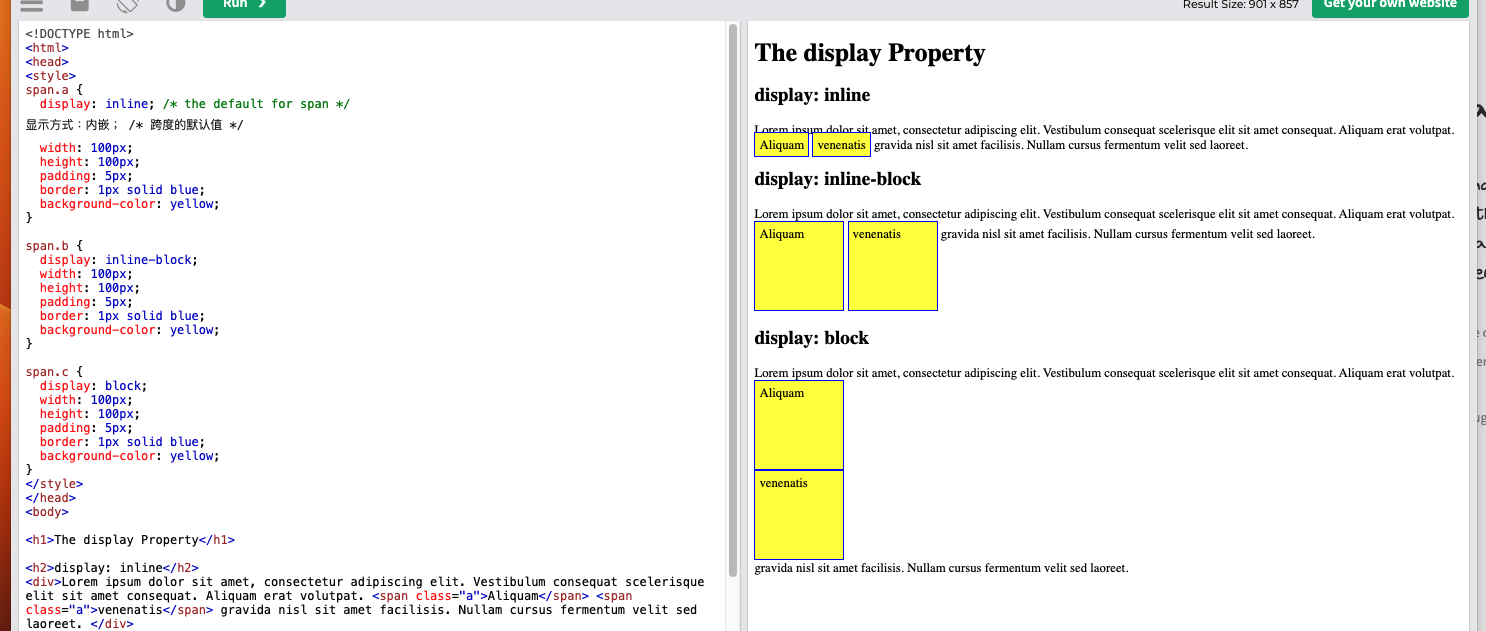 Run ❯
Result Size: 901 x 857
Get your own website
<!DOCTYPE html>
<html>
<head>
<style>
span.a {
  display: inline; /* the default for span */
显示方式：内嵌； /* 跨度的默认值 */
  width: 100px;
  height: 100px;
  padding: 5px;
  border: 1px solid blue;
  background-color: yellow;
}
span.b {
  display: inline-block;
  width: 100px;
  height: 100px;
  padding: 5px;
  border: 1px solid blue;
  background-color: yellow;
}
span.c {
  display: block;
  width: 100px;
  height: 100px;
  padding: 5px;
  border: 1px solid blue;
  background-color: yellow;
}
</style>
</head>
<body>
<h1>The display Property</h1>
<h2>display: inline</h2>
<div>Lorem ipsum dolor sit amet, consectetur adipiscing elit. Vestibulum consequat scelerisque
elit sit amet consequat. Aliquam erat volutpat. <span class="a">Aliquam</span> <span
class="a">venenatis</span> gravida nisl sit amet facilisis. Nullam cursus fermentum velit sed
laoreet. </div>
The display Property
display: inline
Lorem ipsum dolor sit amet, consectetur adipiscing elit. Vestibulum consequat scelerisque elit sit amet consequat. Aliquam erat volutpat.
Aliquam venenatis gravida nisl sit amet facilisis. Nullam cursus fermentum velit sed laoreet.
display: inline-block
Lorem ipsum dolor sit amet, consectetur adipiscing elit. Vestibulum consequat scelerisque elit sit amet consequat. Aliquam erat volutpat.
Aliquam venenatis gravida nisl sit amet facilisis. Nullam cursus fermentum velit sed laoreet.
display: block
Lorem ipsum dolor sit amet, consectetur adipiscing elit. Vestibulum consequat scelerisque elit sit amet consequat. Aliquam erat volutpat.
Aliquam
venenatis
gravida nisl sit amet facilisis. Nullam cursus fermentum velit sed laoreet.